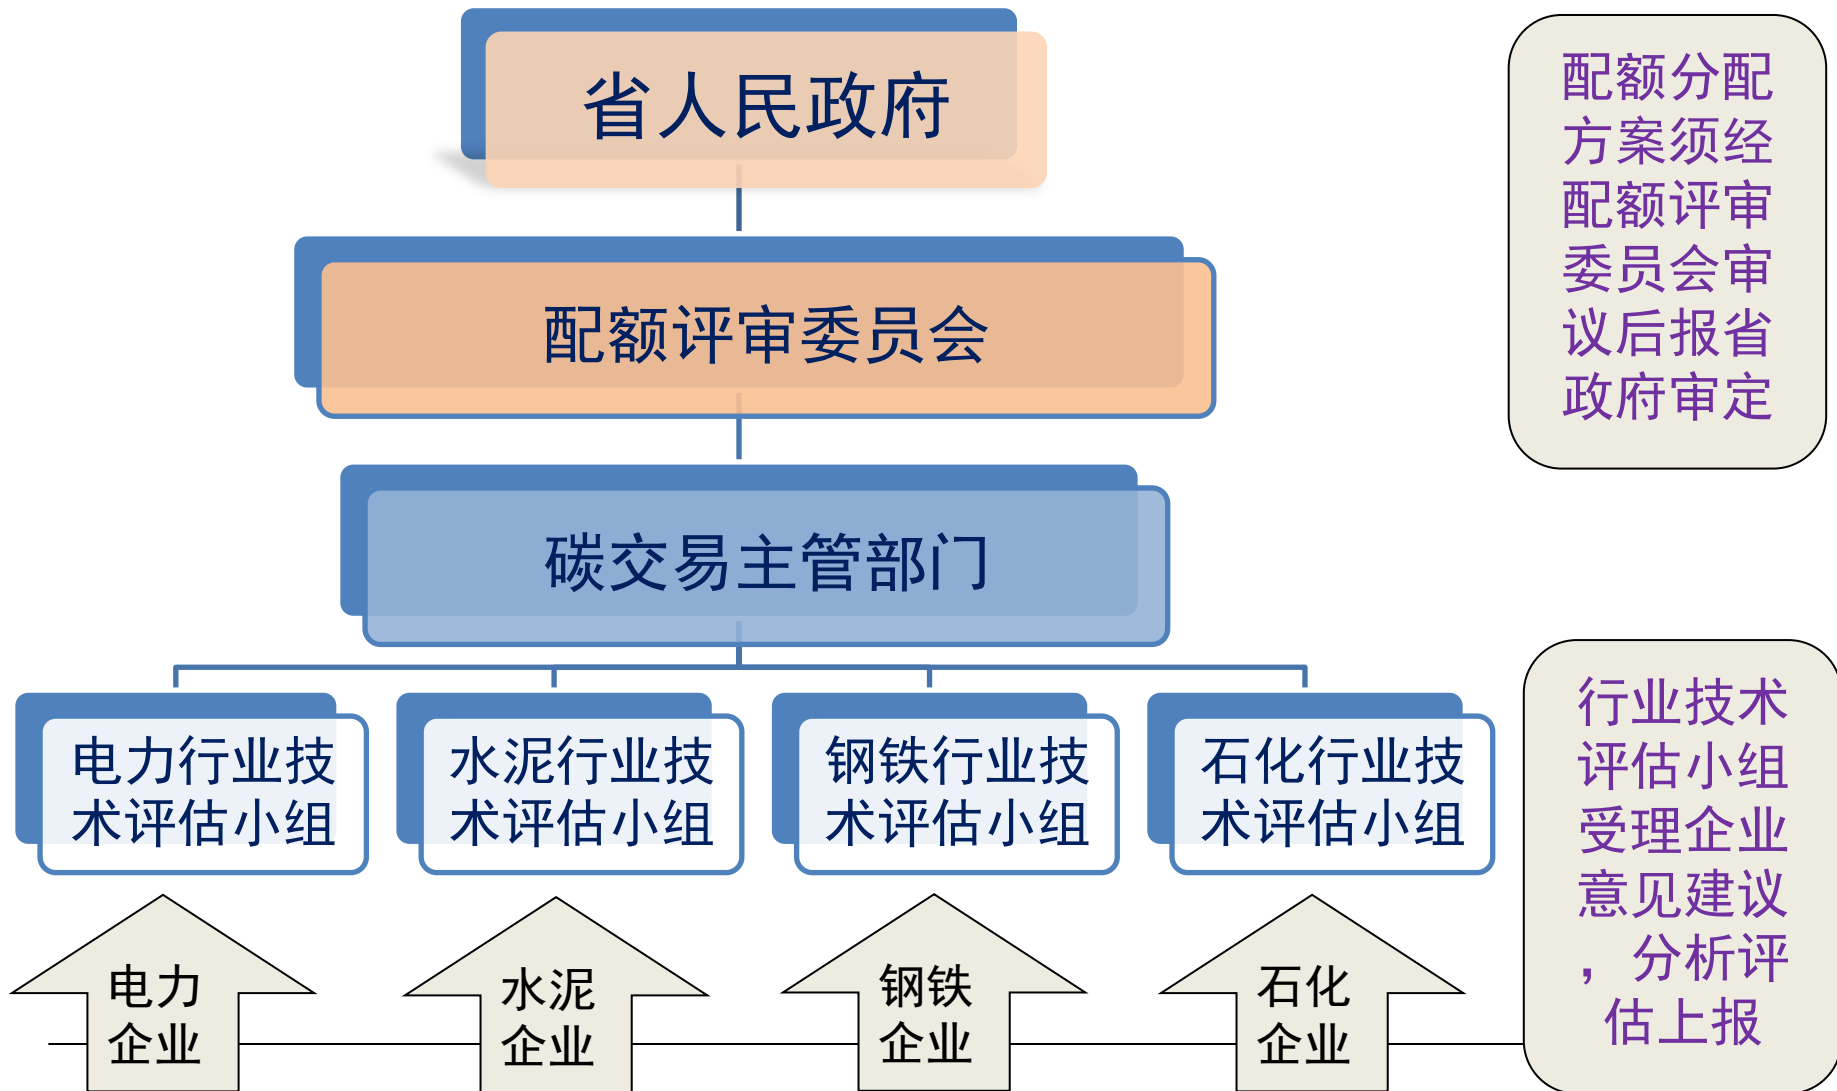 省人民政府
配额评审委员会
碳交易主管部门
电力行业技
术评估小组
水泥行业技
术评估小组
钢铁行业技
术评估小组
石化行业技
术评估小组
电力
企业
水泥
企业
钢铁
企业
石化
企业
配额分配
方案须经
配额评审
委员会审
议后报省
政府审定
行业技术
评估小组
受理企业
意见建议
，分析评
估上报